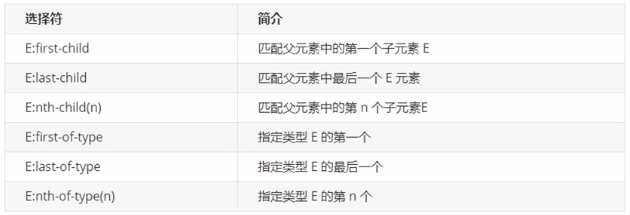 选择符 简介
E:first-child 匹配父元素中的第一个子元素 E
E:last-child 匹配父元素中最后一个 E 元素
E:nth-child(n) 匹配父元素中的第 n 个子元素E
E:first-of-type 指定类型 E 的第一个
E:last-of-type 指定类型 E 的最后一个
E:nth-of-type(n) 指定类型 E 的第 n 个